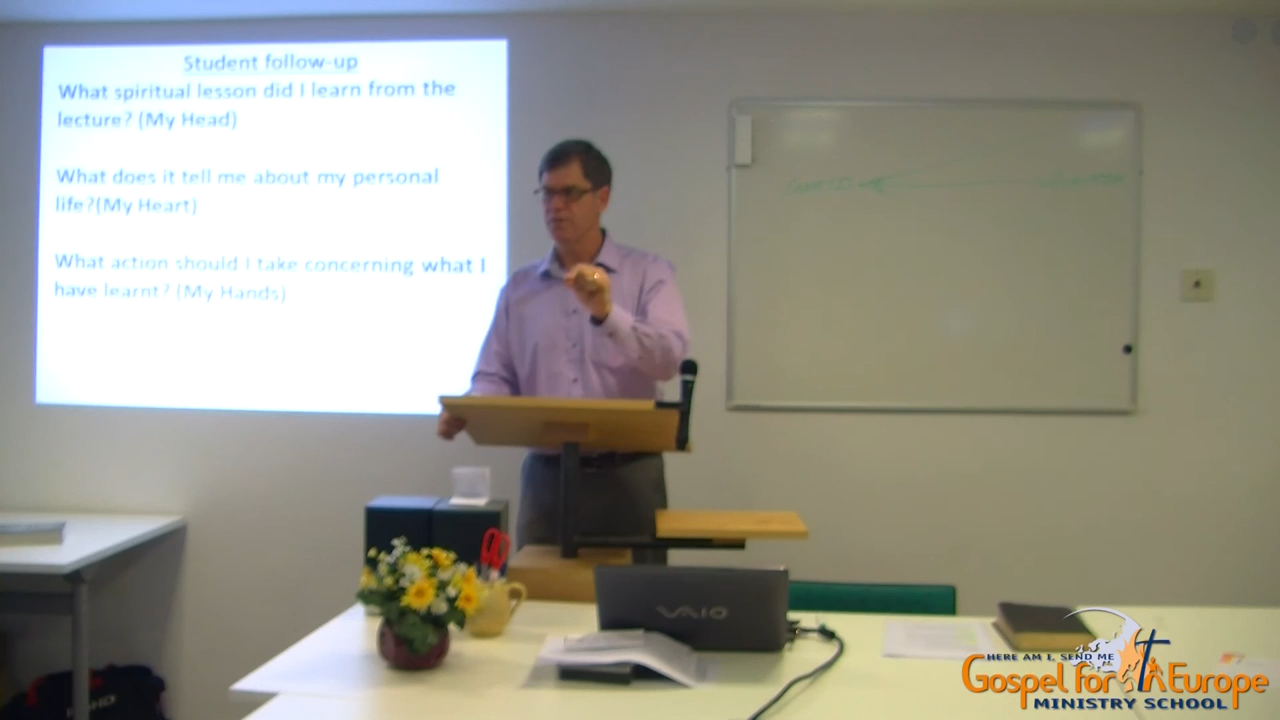 Student follow-up
What spiritual lesson did I learn from the
lecture? (My Head)
What does it tell me about my personal
life?(My Heart)
What action should I take concerning what I
have learnt? (My Hands)
VAIO
HERE AM I, SEND ME
Gospel for Europe
MINISTRY SCHOOL